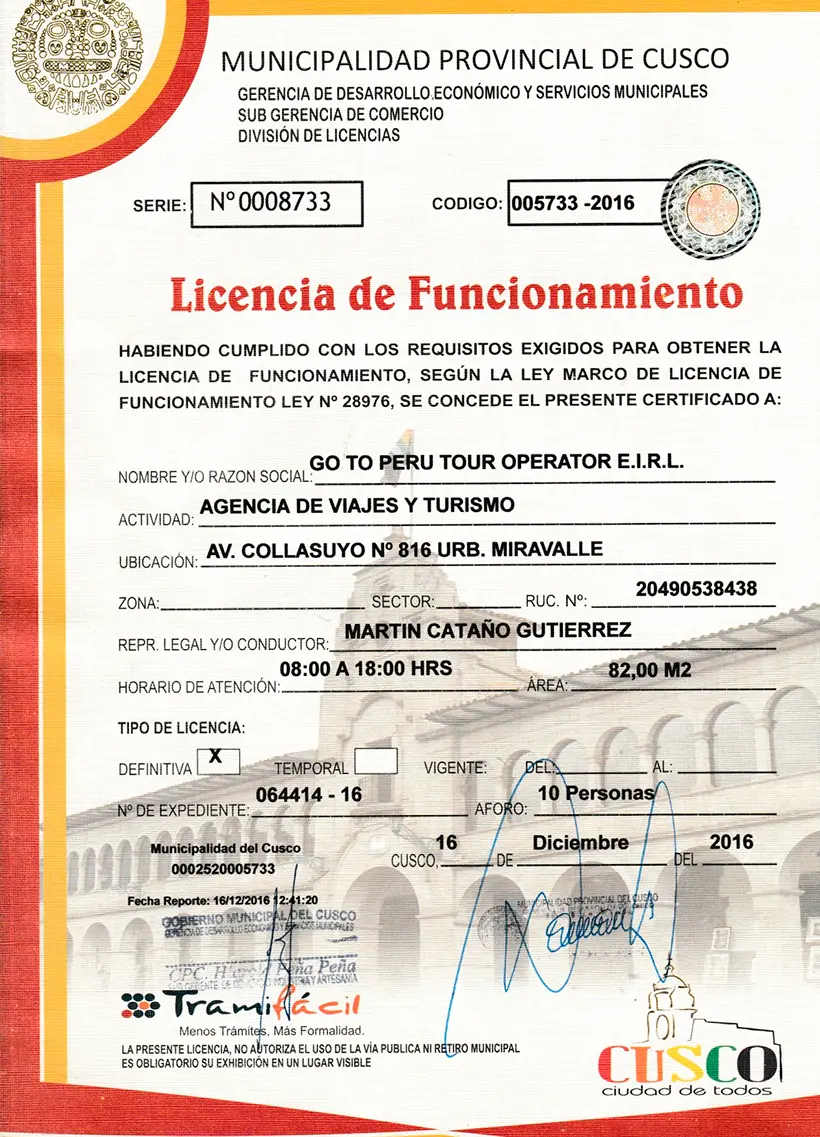 MUNICIPALIDAD PROVINCIAL DE CUSCO
GERENCIA DE DESARROLLO.ECONÓMICO Y SERVICIOS MUNICIPALES
SUB GERENCIA DE COMERCIO
DIVISIÓN DE LICENCIAS
SERIE: Nº 0008733 CODIGO: 005733 -2016
Licencia de Funcionamiento
HABIENDO CUMPLIDO CON LOS REQUISITOS EXIGIDOS PARA OBTENER LA
LICENCIA DE FUNCIONAMIENTO, SEGÚN LA LEY MARCO DE LICENCIA DE
FUNCIONAMIENTO LEY Nº 28976, SE CONCEDE EL PRESENTE CERTIFICADO A:
NOMBRE Y/O RAZON SOCIAL: GO TO PERU TOUR OPERATOR E.I.R.L.
ACTIVIDAD: AGENCIA DE VIAJES Y TURISMO
UBICACIÓN: AV. COLLASUYO Nº 816 URB. MIRAVALLE
ZONA: SECTOR: RUC. Nº: 20490538438
REPR. LEGAL Y/O CONDUCTOR: MARTIN CATAÑO GUTIERREZ
HORARIO DE ATENCIÓN: 08:00 A 18:00 HRS ÁREA: 82,00 M2
TIPO DE LICENCIA:
DEFINITIVA X TEMPORAL VIGENTE: DEL: AL:
Nº DE EXPEDIENTE: 064414 - 16 AFORO: 10 Personas
Municipalidad del Cusco
0002520005733
CUSCO, 16 DE Diciembre DEL 2016
Fecha Reporte: 16/12/2016 12:41:20
GOBIERNO MUNICIPAL DEL CUSCO
GERENCIA DE DESARROLLO ECONOMICO Y SERVICIOS MUNICIPALES
MUNICIPALIDAD PROVINCIAL DEL CUSCO
CPC. Peña Peña
Tramifácil
Menos Trámites, Más Formalidad.
LA PRESENTE LICENCIA, NO AUTORIZA EL USO DE LA VÍA PUBLICA NI RETIRO MUNICIPAL
ES OBLIGATORIO SU EXHIBICIÓN EN UN LUGAR VISIBLE
CUSCO
ciudad de todos